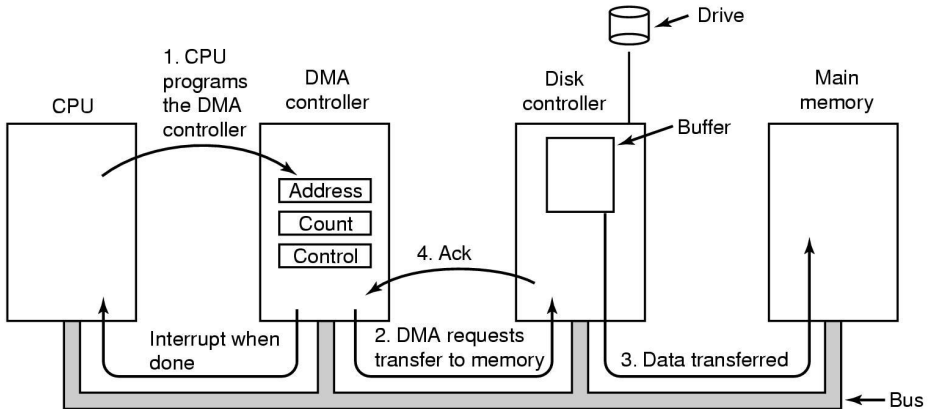 Drive
1. CPU
programs
the DMA
controller
CPU
DMA
controller
Disk
controller
Main
memory
Buffer
Address
Count
Control
4. Ack
Interrupt when
done
2. DMA requests
transfer to memory
3. Data transferred
Bus